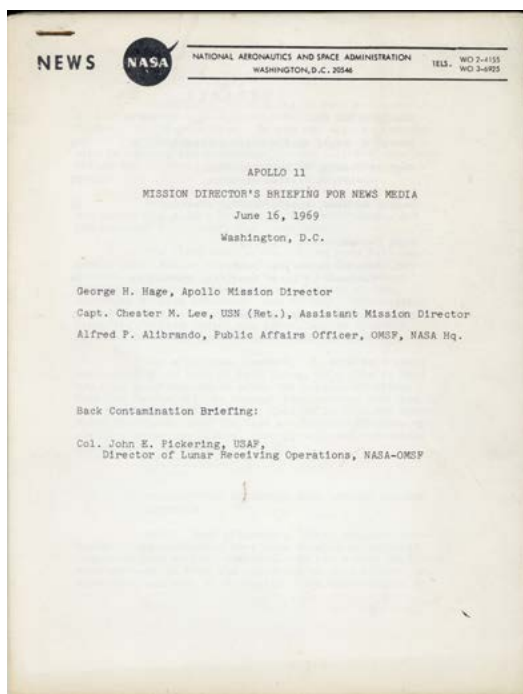 NEWS
NASA
NATIONAL AERONAUTICS AND SPACE ADMINISTRATION
WASHINGTON, D.C. 20546
TELS. WO 2-4155
WO 3-6925
APOLLO 11
MISSION DIRECTOR'S BRIEFING FOR NEWS MEDIA
June 16, 1969
Washington, D.C.
George H. Hage, Apollo Mission Director
Capt. Chester M. Lee, USN (Ret.), Assistant Mission Director
Alfred P. Alibrando, Public Affairs Officer, OMSF, NASA Hq.
Back Contamination Briefing:
Col. John E. Pickering, USAF,
Director of Lunar Receiving Operations, NASA-OMSF